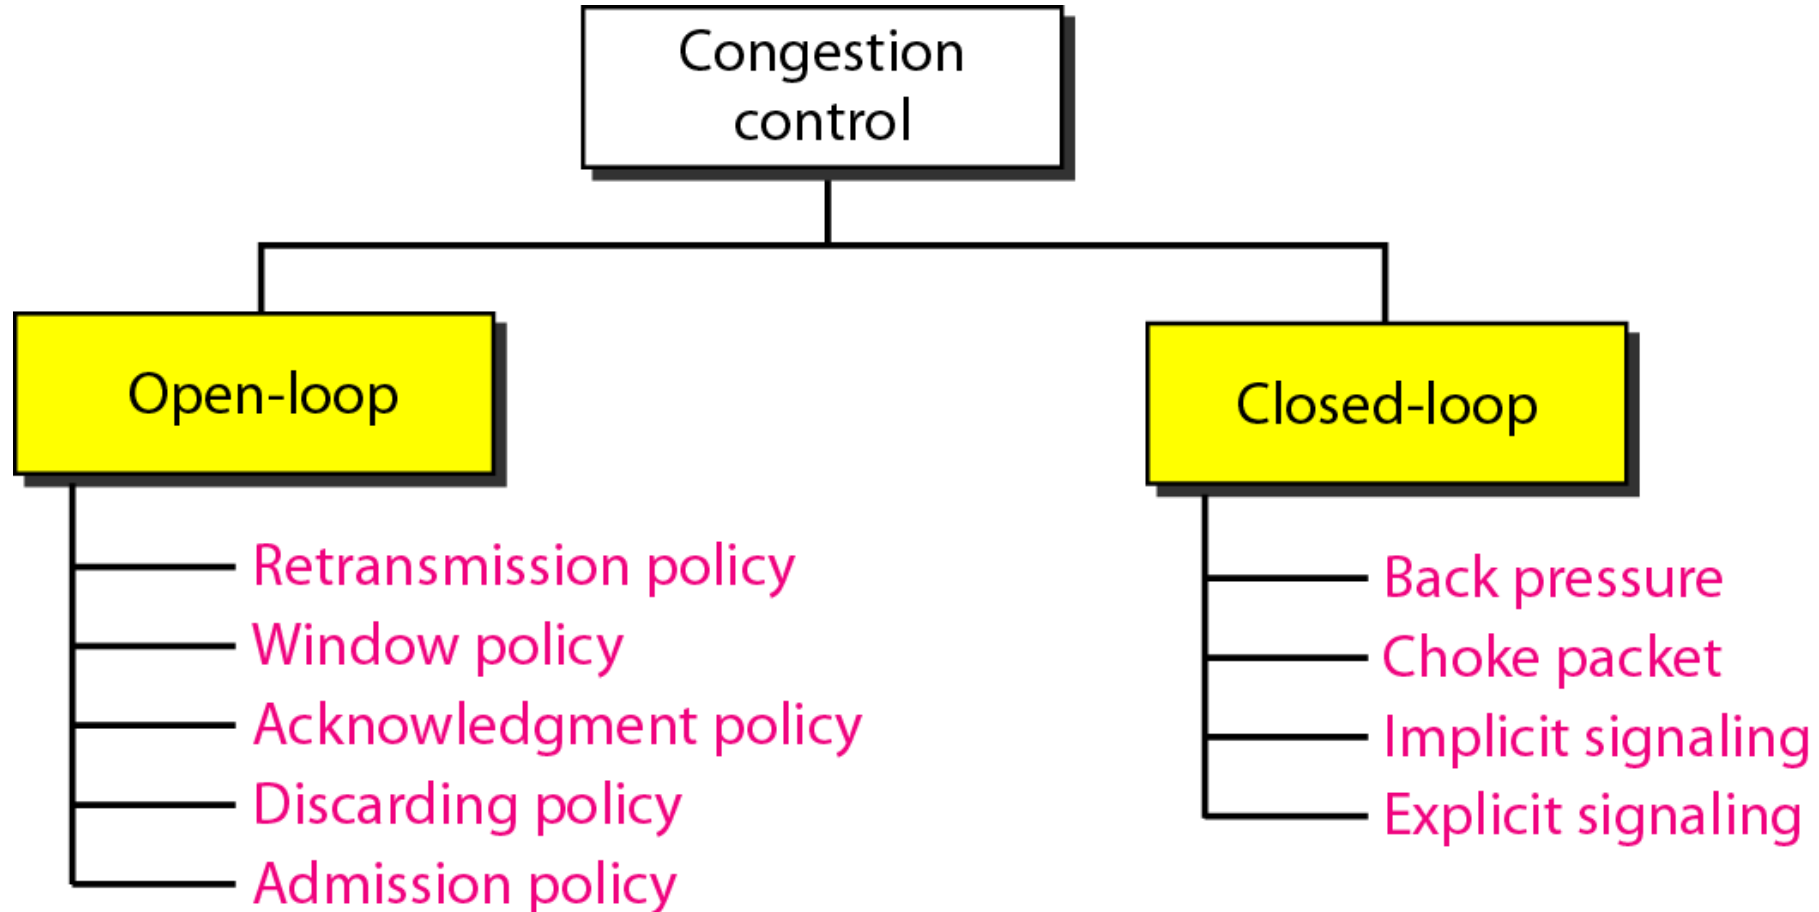 Congestion
control
Open-loop
Retransmission policy
Window policy
Acknowledgment policy
Discarding policy
Admission policy
Closed-loop
Back pressure
Choke packet
Implicit signaling
Explicit signaling